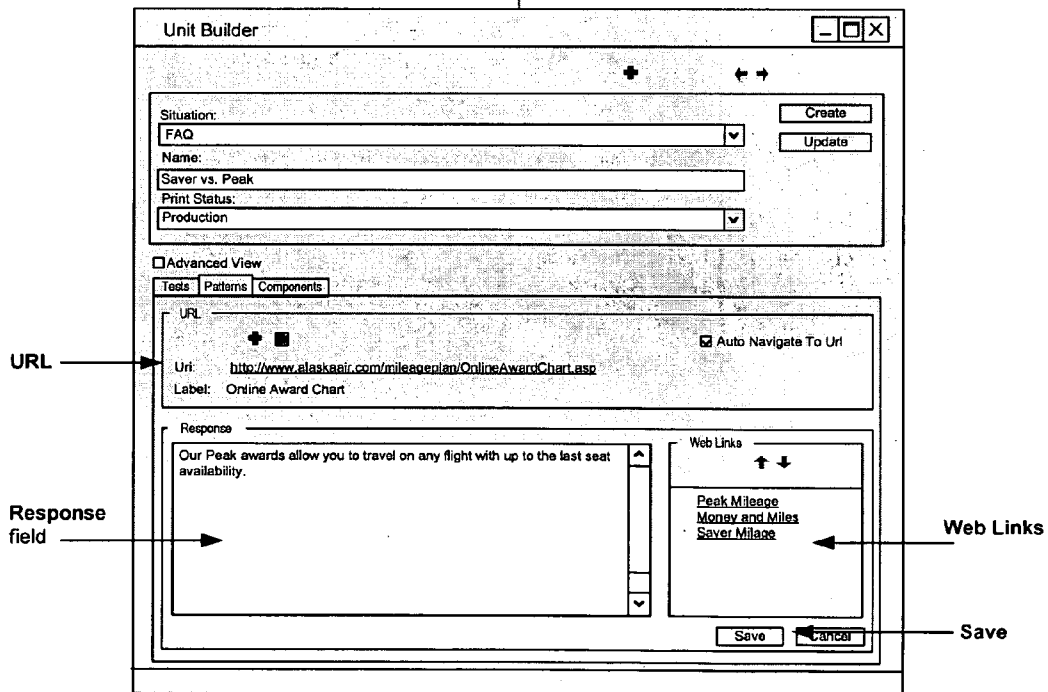 Unit Builder
Create
Situation:
FAQ
Update
Name:
Saver vs. Peak
Print Status:
Production
Advanced View
Tests Patterns Components
URL
Auto Navigate To Url
URL
Url: http://www.alaskaair.com/mileageplan/OnlineAwardChart.asp
Label: Online Award Chart
Response
Web Links
Our Peak awards allow you to travel on any flight with up to the last seat
availability.
Peak Mileage
Money and Miles
Saver Milage
Response
field
Web Links
Save Cancel
Save